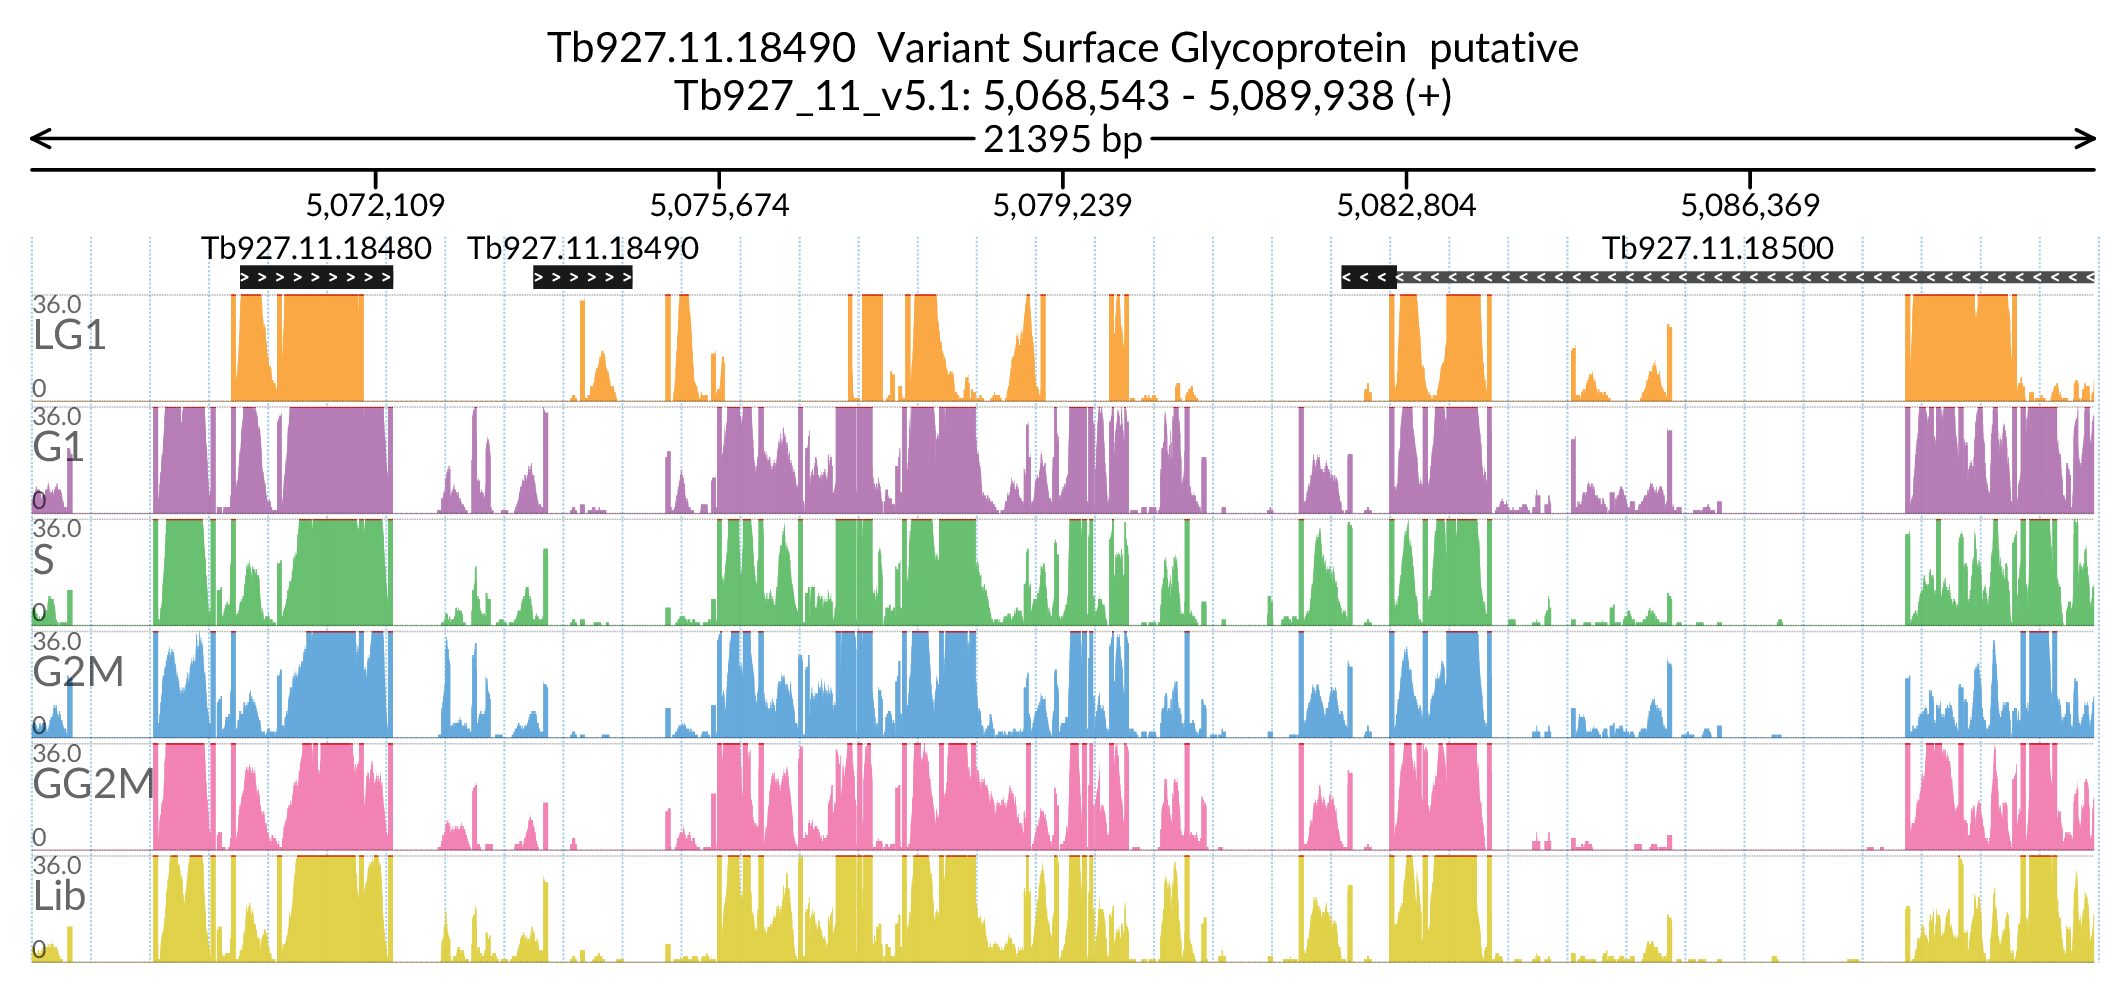 Tb927.11.18490 Variant Surface Glycoprotein putative
Tb927_11_v5.1: 5,068,543 - 5,089,938 (+)
21395 bp
5,072,109 5,075,674 5,079,239 5,082,804 5,086,369
Tb927.11.18480 Tb927.11.18490 Tb927.11.18500
36.0
LG1
0
36.0
G1
0
36.0
S
0
36.0
G2M
0
36.0
GG2M
0
36.0
Lib
0